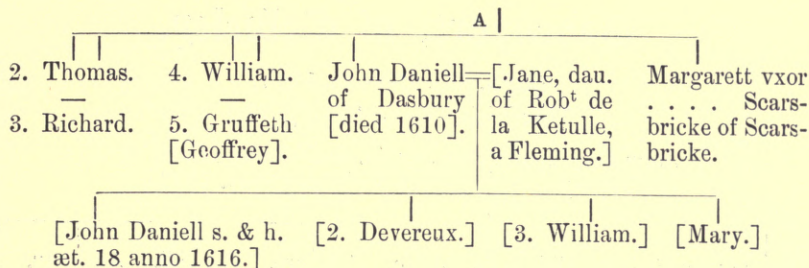 A
2. Thomas. 4. William. John Daniell [Jane, dau. Margarett vxor
— — of Dasbury of Robᵗ de . . . . Scars-
3. Richard. 5. Gruffeth [died 1610]. la Ketulle, bricke of Scars-
[Geoffrey]. a Fleming.] bricke.
[John Daniell s. & h. [2. Devereux.] [3. William.] [Mary.]
æt. 18 anno 1616.]